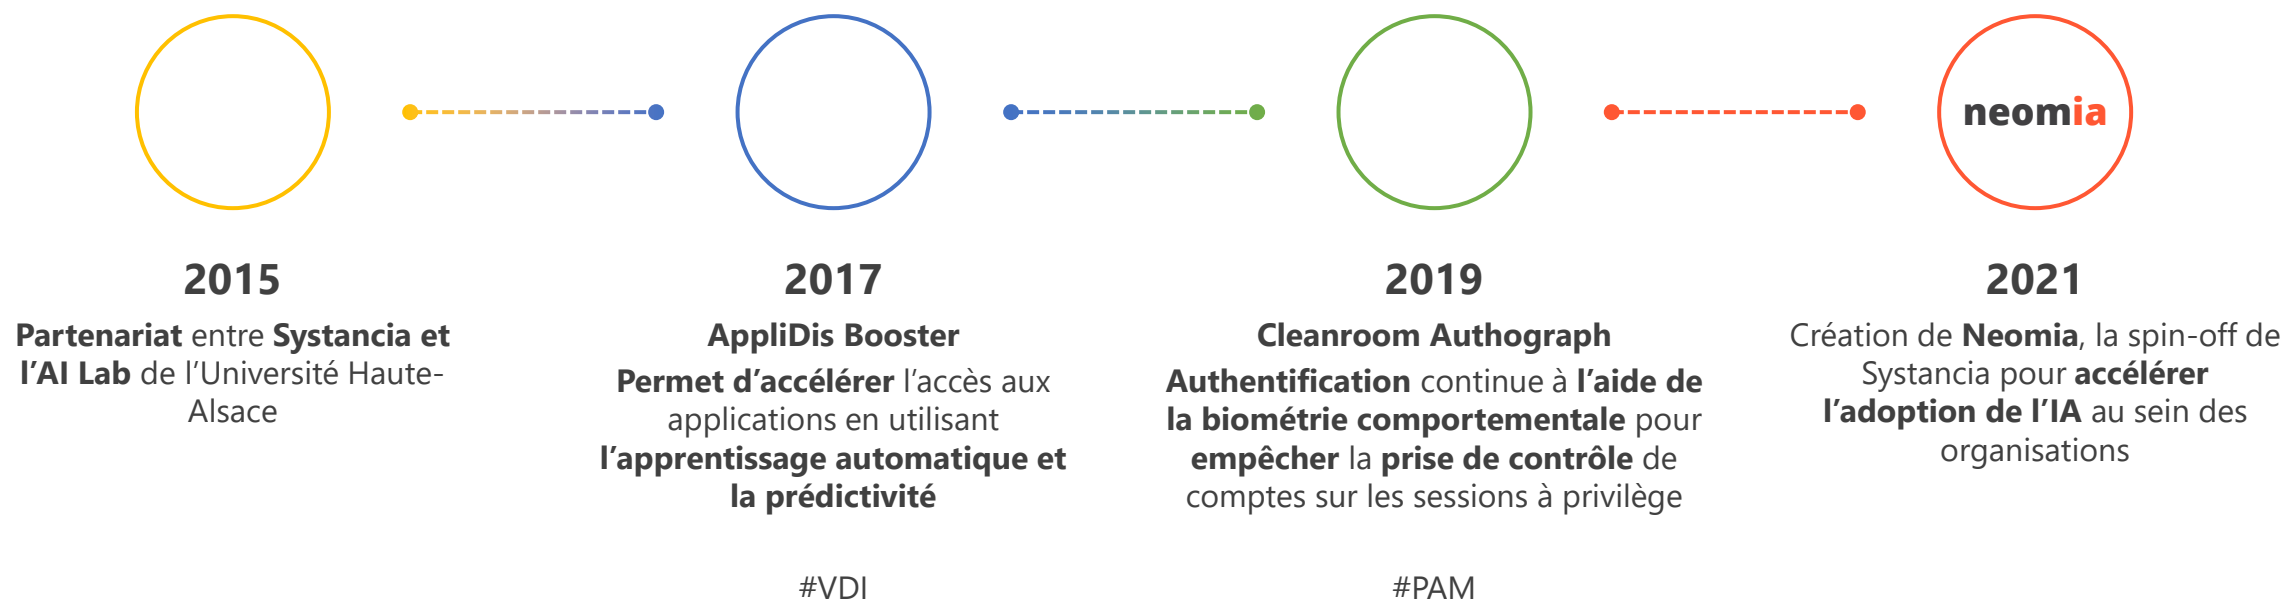 neomia
2015
Partenariat entre Systancia et
l’AI Lab de l’Université Haute-
Alsace
2017
AppliDis Booster
Permet d’accélérer l’accès aux
applications en utilisant
l’apprentissage automatique et
la prédictivité
#VDI
2019
Cleanroom Authograph
Authentification continue à l’aide de
la biométrie comportementale pour
empêcher la prise de contrôle de
comptes sur les sessions à privilège
#PAM
2021
Création de Neomia, la spin-off de
Systancia pour accélérer
l’adoption de l’IA au sein des
organisations